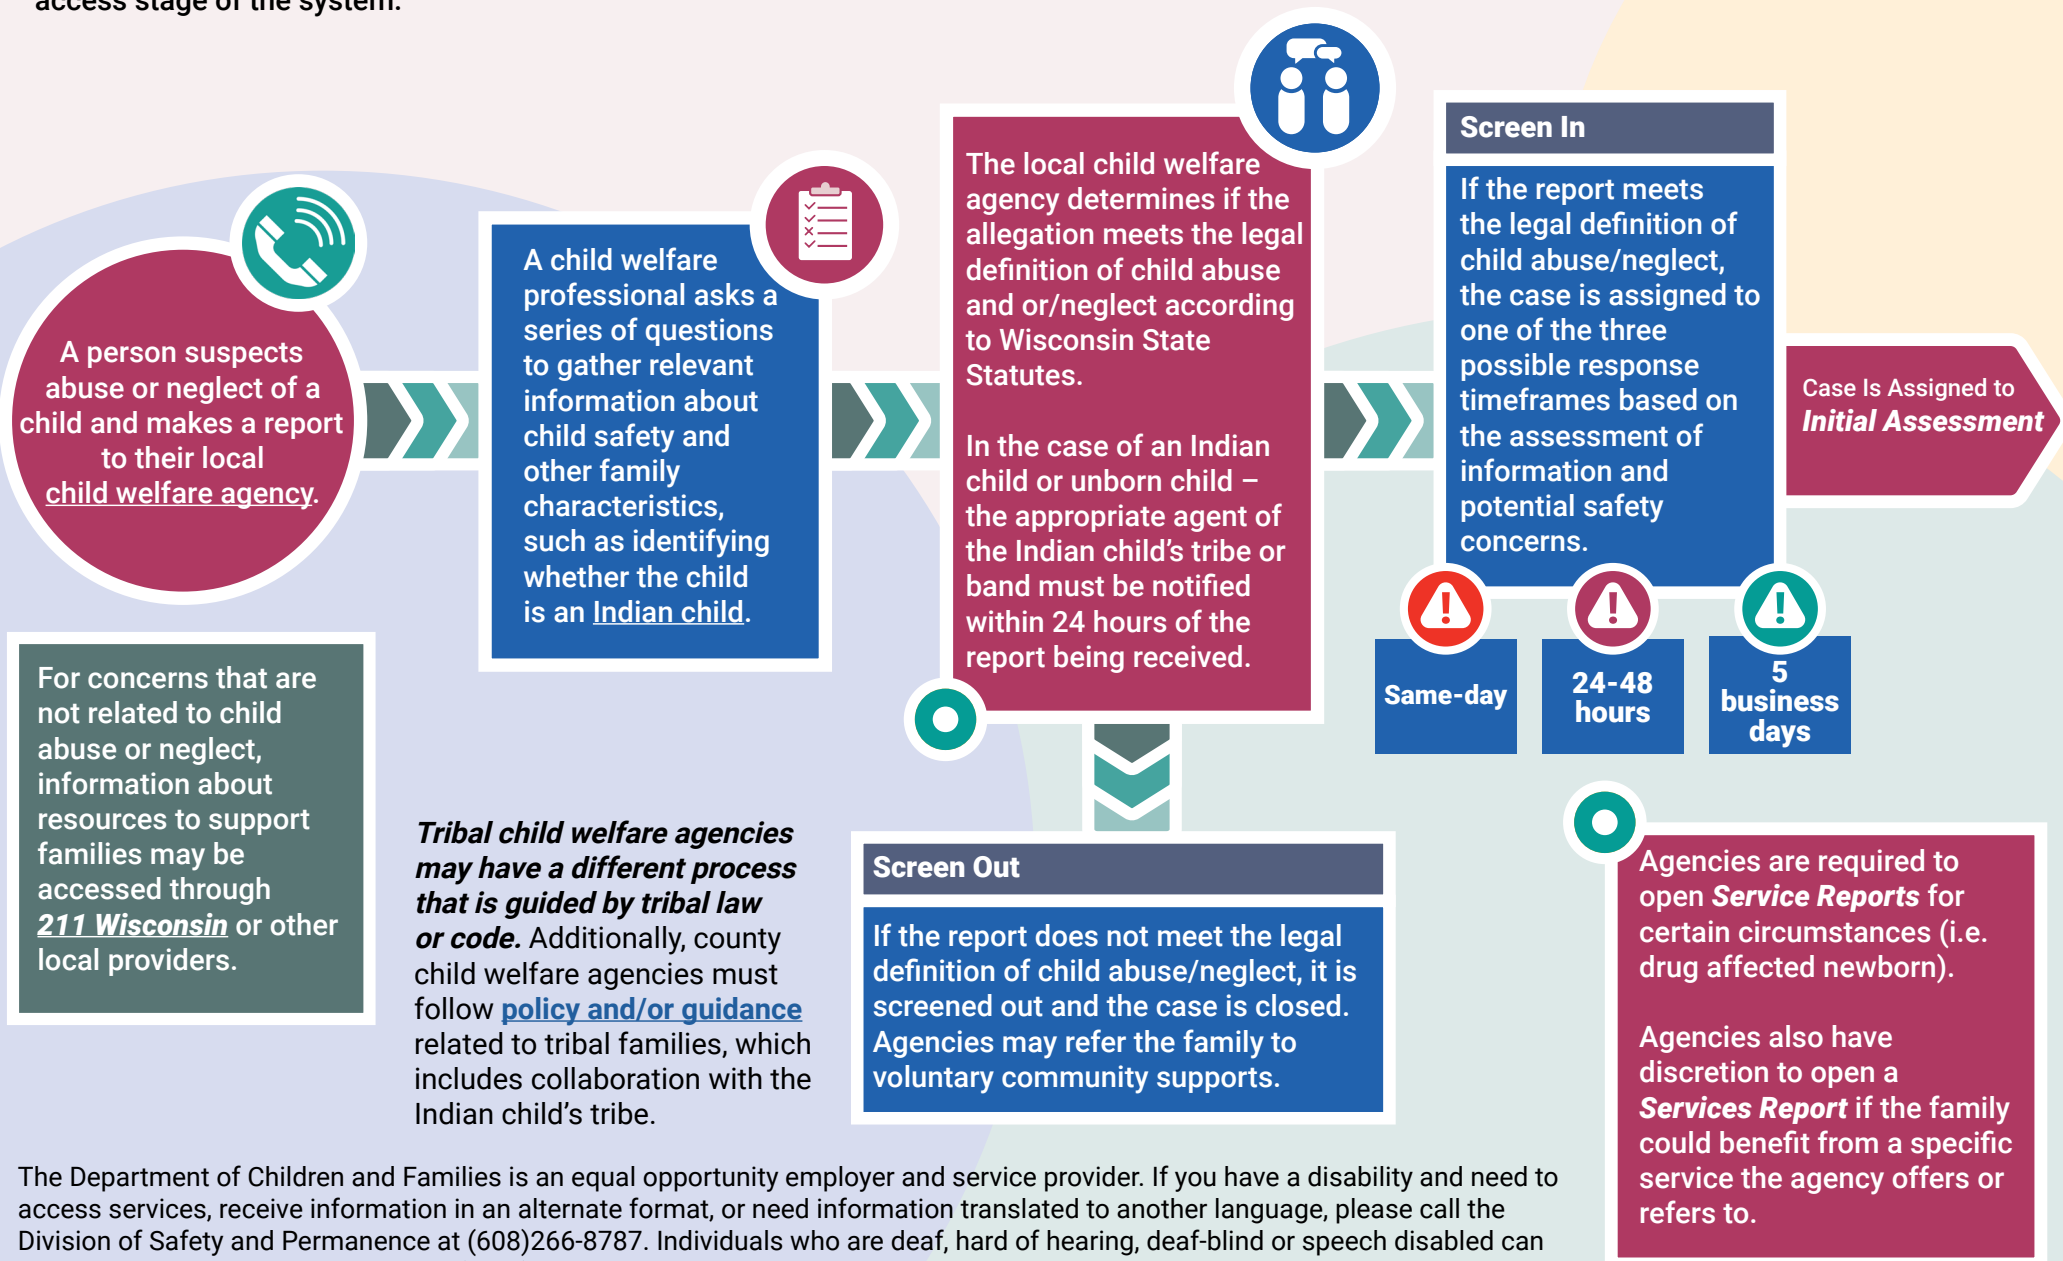 access stage of the system.
A person suspects
abuse or neglect of a
child and makes a report
to their local
child welfare agency.
For concerns that are
not related to child
abuse or neglect,
information about
resources to support
families may be
accessed through
211 Wisconsin or other
local providers.
A child welfare
professional asks a
series of questions
to gather relevant
information about
child safety and
other family
characteristics,
such as identifying
whether the child
is an Indian child.
Tribal child welfare agencies
may have a different process
that is guided by tribal law
or code. Additionally, county
child welfare agencies must
follow policy and/or guidance
related to tribal families, which
includes collaboration with the
Indian child's tribe.
The local child welfare
agency determines if the
allegation meets the legal
definition of child abuse
and or/neglect according
to Wisconsin State
Statutes.
In the case of an Indian
child or unborn child –
the appropriate agent of
the Indian child's tribe or
band must be notified
within 24 hours of the
report being received.
Screen Out
If the report does not meet the legal
definition of child abuse/neglect, it is
screened out and the case is closed.
Agencies may refer the family to
voluntary community supports.
Screen In
If the report meets
the legal definition of
child abuse/neglect,
the case is assigned to
one of the three
possible response
timeframes based on
the assessment of
information and
potential safety
concerns.
Same-day
24-48
hours
5
business
days
Case Is Assigned to
Initial Assessment
Agencies are required to
open Service Reports for
certain circumstances (i.e.
drug affected newborn).
Agencies also have
discretion to open a
Services Report if the family
could benefit from a specific
service the agency offers or
refers to.
The Department of Children and Families is an equal opportunity employer and service provider. If you have a disability and need to
access services, receive information in an alternate format, or need information translated to another language, please call the
Division of Safety and Permanence at (608)266-8787. Individuals who are deaf, hard of hearing, deaf-blind or speech disabled can